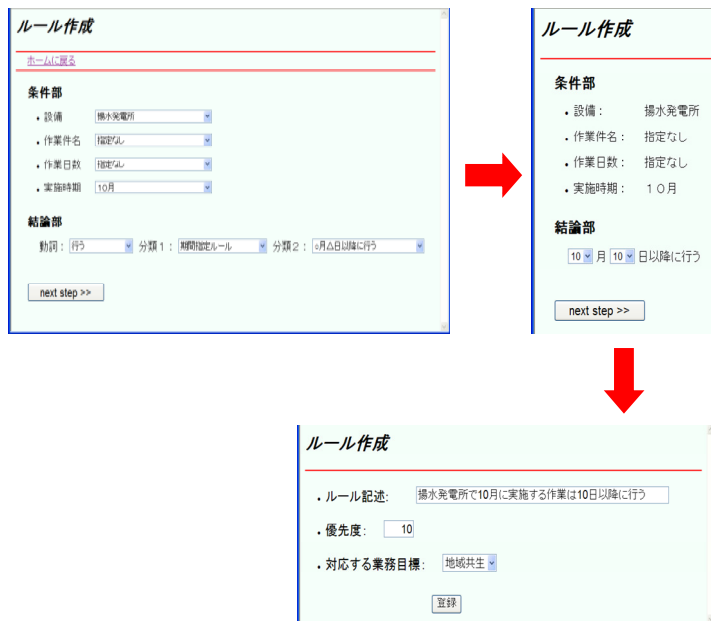 ルール作成
ホームに戻る
条件部
・設備 揚水発電所
・作業件名 指定なし
・作業日数 指定なし
・実施時期 10月
結論部
動詞： 行う 分類１： 期間指定ルール 分類２： ○月△日以降に行う
next step >>
ルール作成
条件部
・設備： 揚水発電所
・作業件名： 指定なし
・作業日数： 指定なし
・実施時期： １０月
結論部
10 月 10 日以降に行う
next step >>
ルール作成
・ルール記述: 揚水発電所で10月に実施する作業は10日以降に行う
・優先度: 10
・対応する業務目標: 地域共生
登録